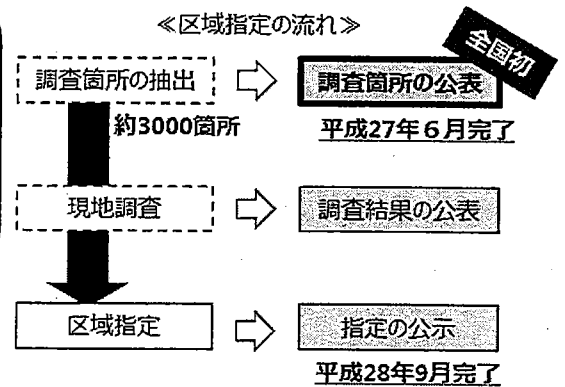 ≪区域指定の流れ≫
全国初
調査箇所の抽出
調査箇所の公表
約3000箇所
平成27年6月完了
現地調査
調査結果の公表
区域指定
指定の公示
平成28年9月完了